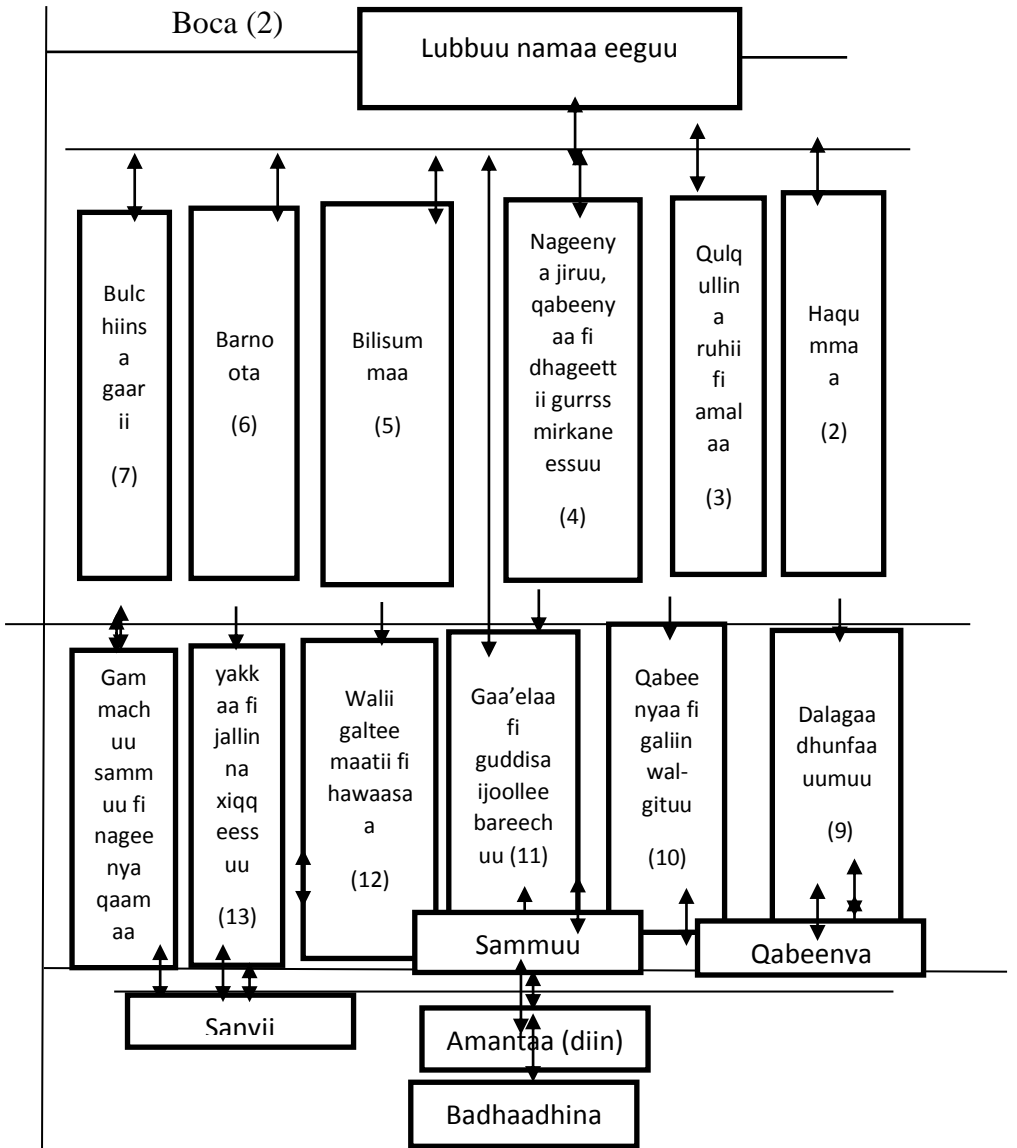 Boca (2)
Lubbuu namaa eeguu
Bulc
hiins
a
gaar
ii
(7)
Barno
ota
(6)
Bilisum
maa
(5)
Nageeny
a jiruu,
qabeeny
aa fi
dhageett
ii gurrss
mirkane
essuu
(4)
Qulq
ullin
a
ruhii
fi
amal
aa
(3)
Haqu
mma
a
(2)
Gam
mach
uu
samm
uu fi
nagee
nya
qaam
aa
yakk
aa fi
jallin
na
xiqq
eess
uu
(13)
Walii
galtee
maatii fi
hawaasa
a
(12)
Gaa’elaa
fi
guddisa
ijoollee
bareech
uu (11)
Qabee
nyaa fi
galiin
wal-
gituu
(10)
Dalagaa
dhunfaa
uumuu
(9)
Sammuu
Qabeenya
Sanyii
Amantaa (diin)
Badhaadhina